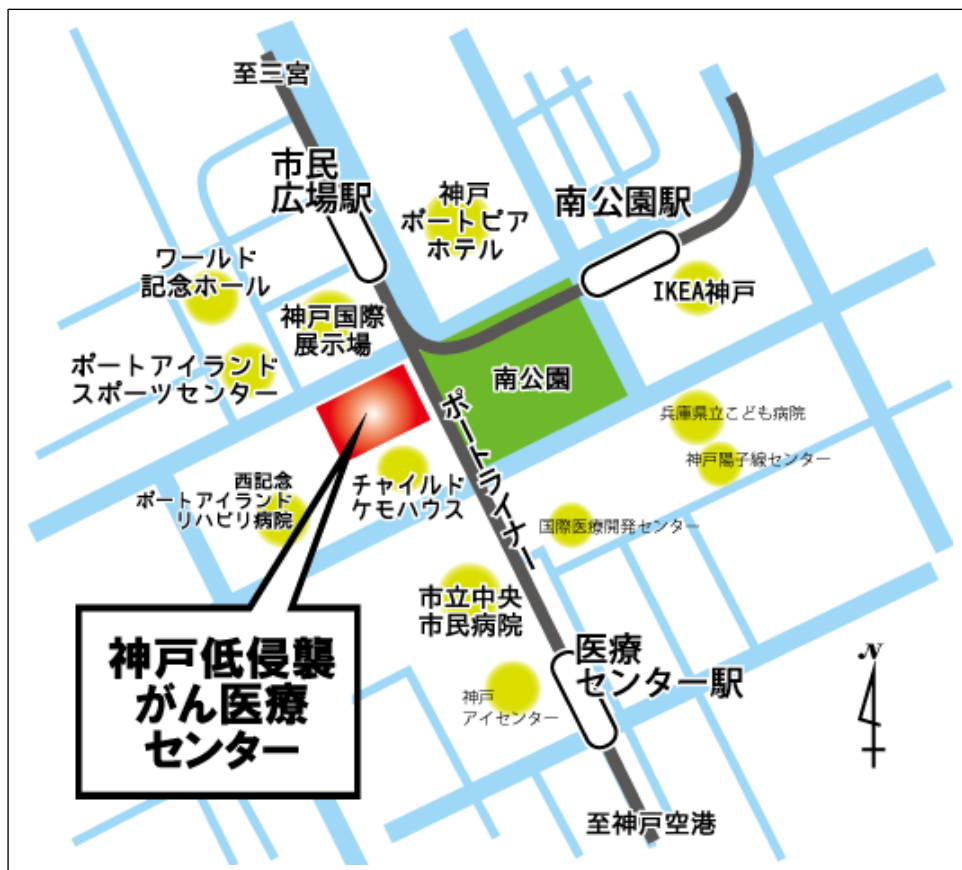 至三宮
市民
広場駅
神戸
ポートピア
ホテル
南公園駅
ワールド
記念ホール
IKEA神戸
神戸国際
展示場
ポートアイランド
スポーツセンター
南公園
ポートライナー
兵庫県立こども病院
神戸陽子線センター
チャイルド
ケモハウス
西記念
ポートアイランド
リハビリ病院
国際医療開発センター
市立中央
市民病院
神戸低侵襲
がん医療
センター
医療
センター駅
神戸
アイセンター
N
至神戸空港